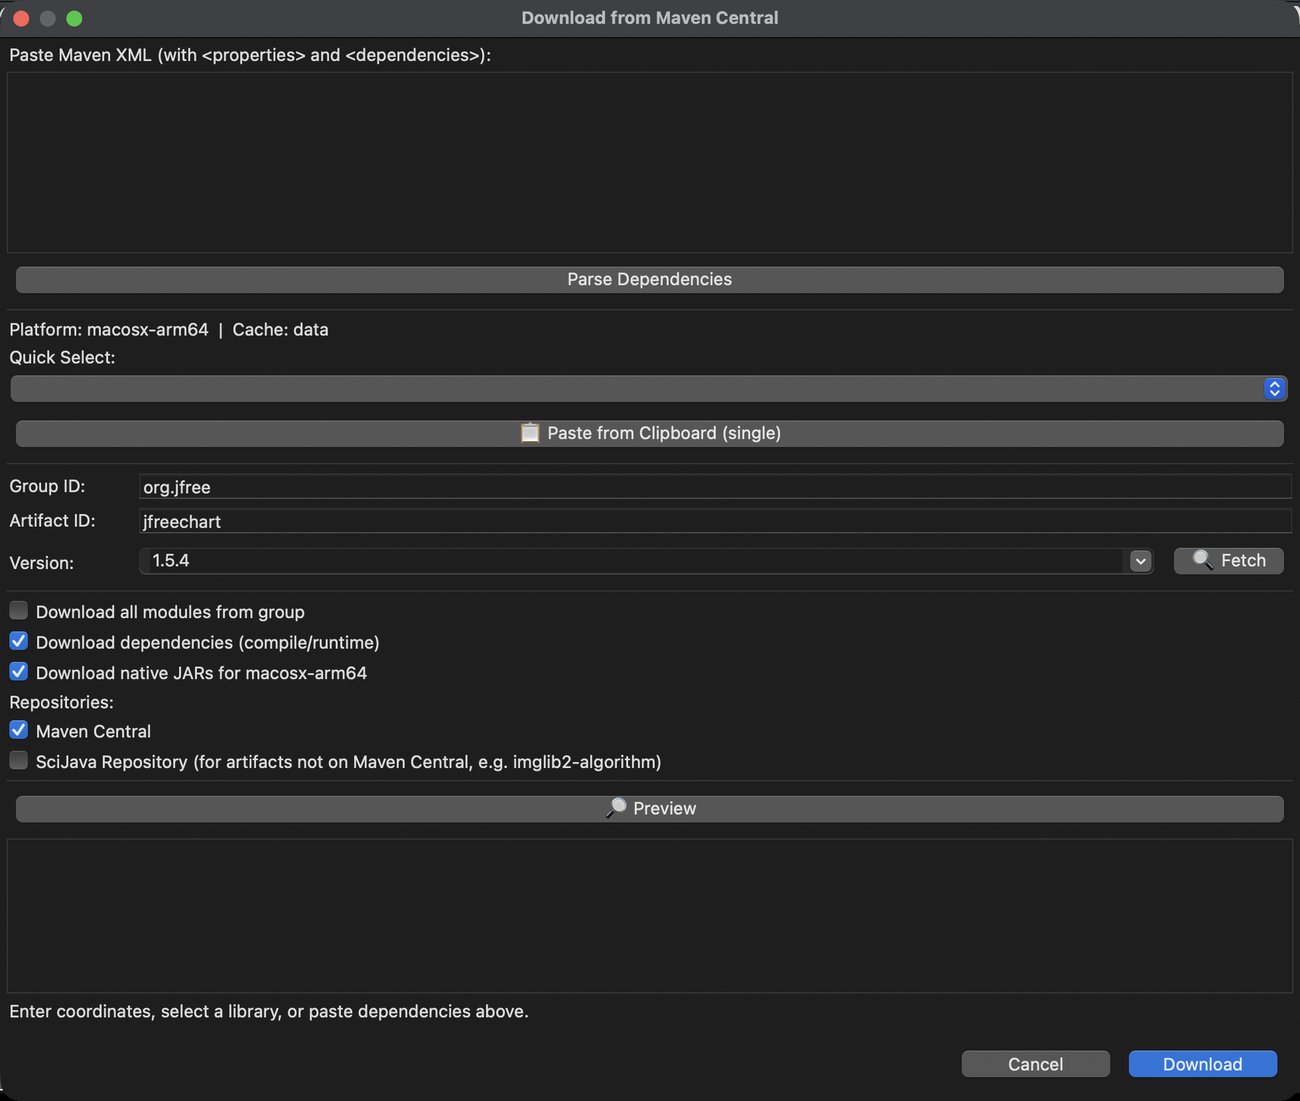 Download from Maven Central
Paste Maven XML (with <properties> and <dependencies>):
Parse Dependencies
Platform: macosx-arm64 | Cache: data
Quick Select:
Paste from Clipboard (single)
Group ID: org.jfree
Artifact ID: jfreechart
Version: 1.5.4 Fetch
Download all modules from group
Download dependencies (compile/runtime)
Download native JARs for macosx-arm64
Repositories:
Maven Central
SciJava Repository (for artifacts not on Maven Central, e.g. imglib2-algorithm)
Preview
Enter coordinates, select a library, or paste dependencies above.
Cancel Download